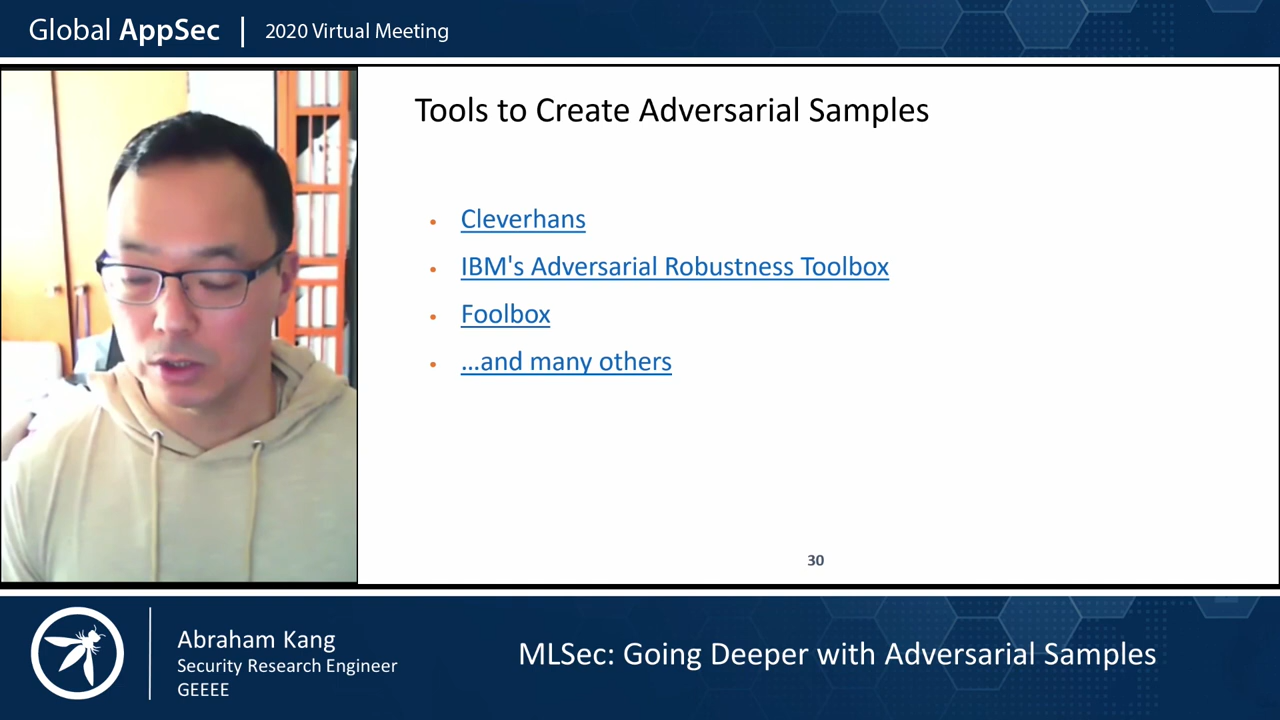 Global AppSec | 2020 Virtual Meeting
Tools to Create Adversarial Samples
• Cleverhans
• IBM's Adversarial Robustness Toolbox
• Foolbox
• ...and many others
30
Abraham Kang
Security Research Engineer
GEEEE
MLSec: Going Deeper with Adversarial Samples